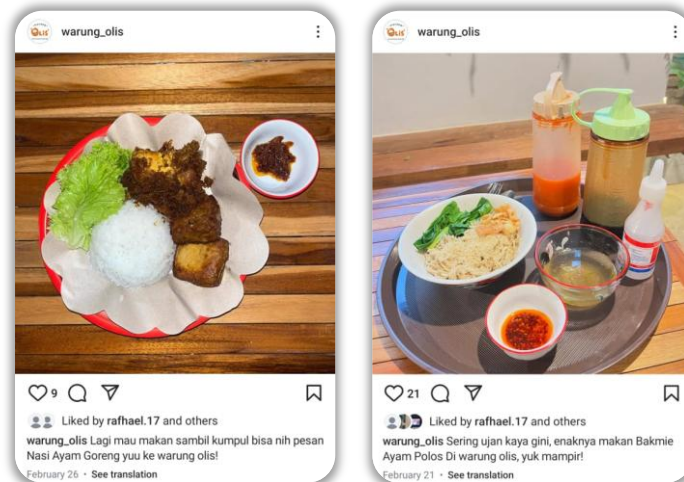 OLIS
warung_olis
9
Liked by rafhael.17 and others
warung_olis Lagi mau makan sambil kumpul bisa nih pesan
Nasi Ayam Goreng yuu ke warung olis!
February 26 • See translation
OLIS
warung_olis
21
Liked by rafhael.17 and others
warung_olis Sering ujan kaya gini, enaknya makan Bakmie
Ayam Polos Di warung olis, yuk mampir!
February 21 • See translation